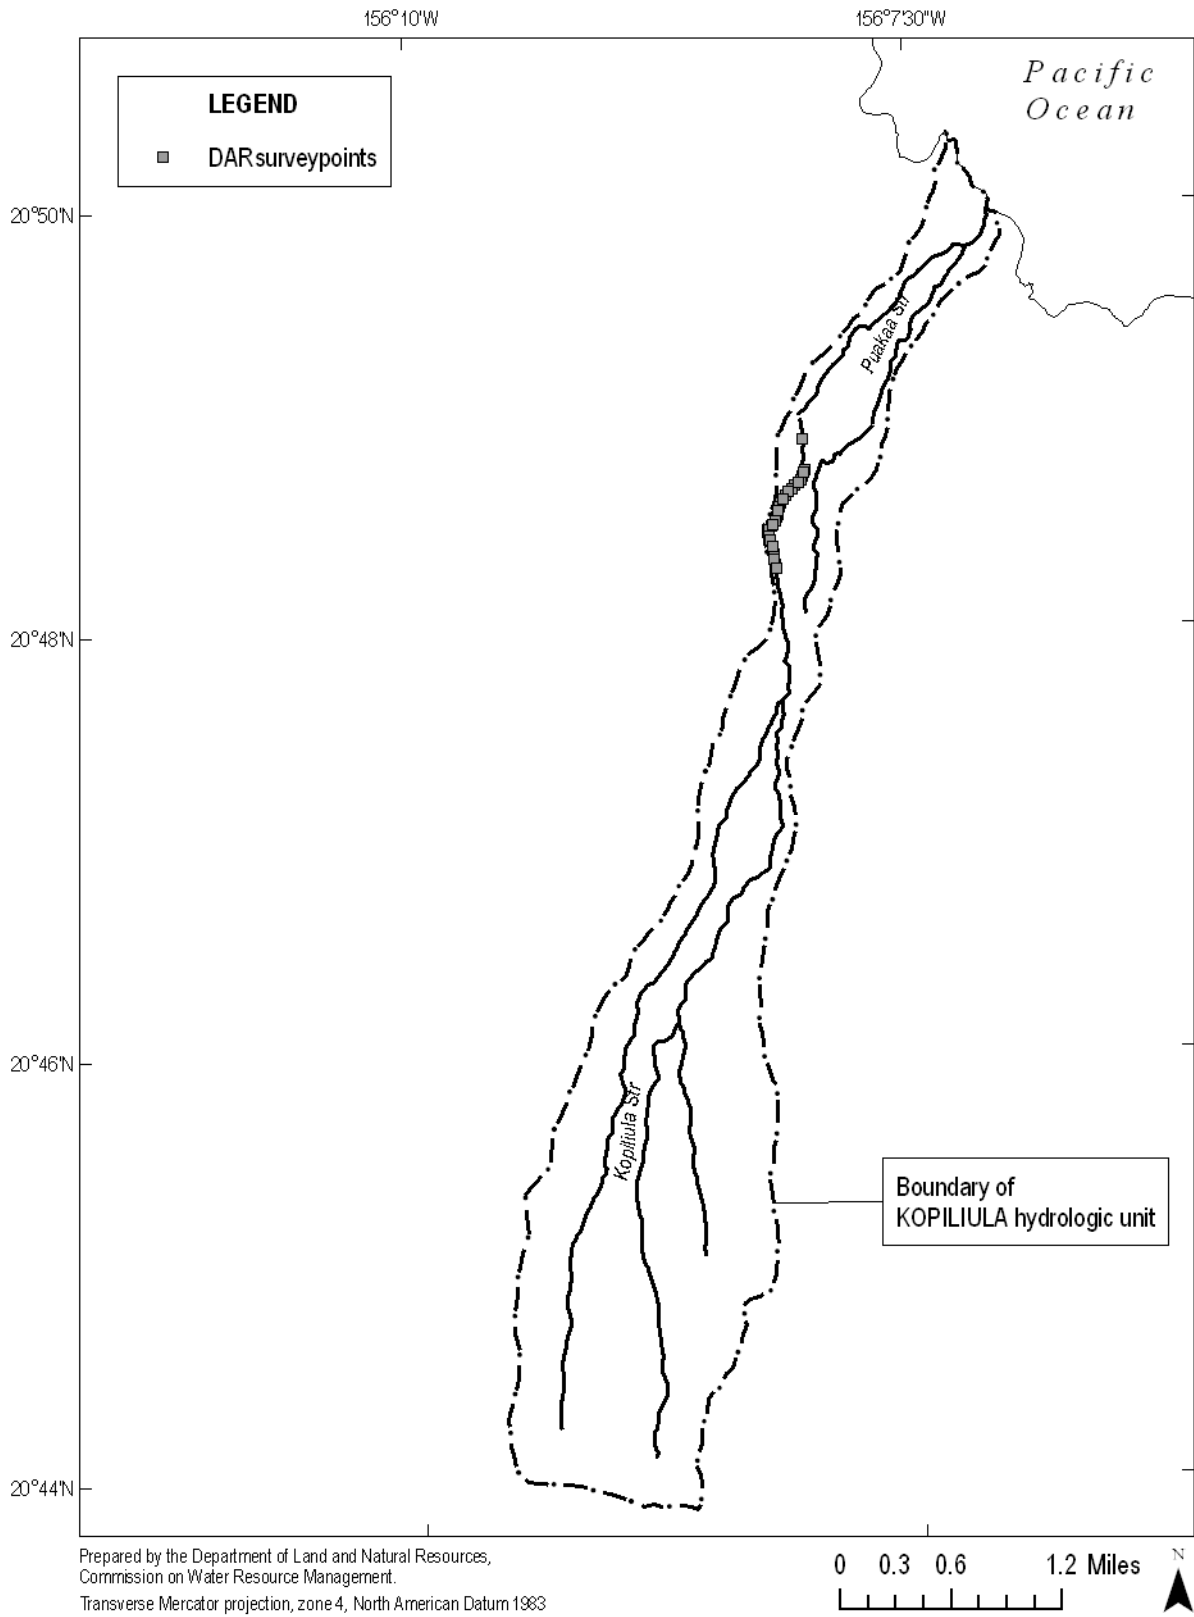 156°10'W
156°7'30"W
Pacific
Ocean
LEGEND
DAR surveypoints
20°50'N
Puakaa Str
20°48'N
20°46'N
Kopiliula Str
Boundary of
KOPILIULA hydrologic unit
20°44'N
Prepared by the Department of Land and Natural Resources,
Commission on Water Resource Management.
Transverse Mercator projection, zone 4, North American Datum 1983
0 0.3 0.6 1.2 Miles
N